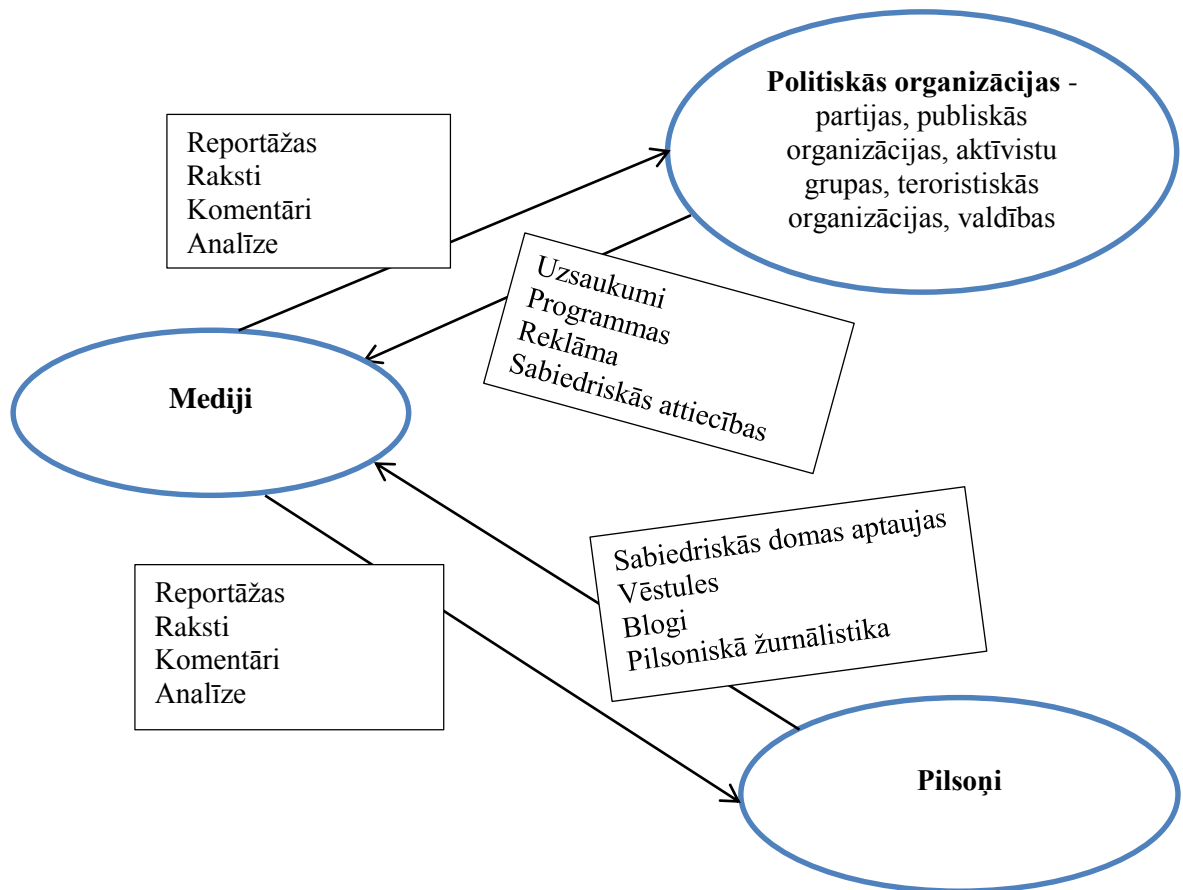 Politiskās organizācijas -
partijas, publiskās
organizācijas, aktīvistu
grupas, teroristiskās
organizācijas, valdības
Reportāžas
Raksti
Komentāri
Analīze
Uzsaukumi
Programmas
Reklāma
Sabiedriskās attiecības
Mediji
Sabiedriskās domas aptaujas
Vēstules
Blogi
Pilsoniskā žurnālistika
Reportāžas
Raksti
Komentāri
Analīze
Pilsoņi